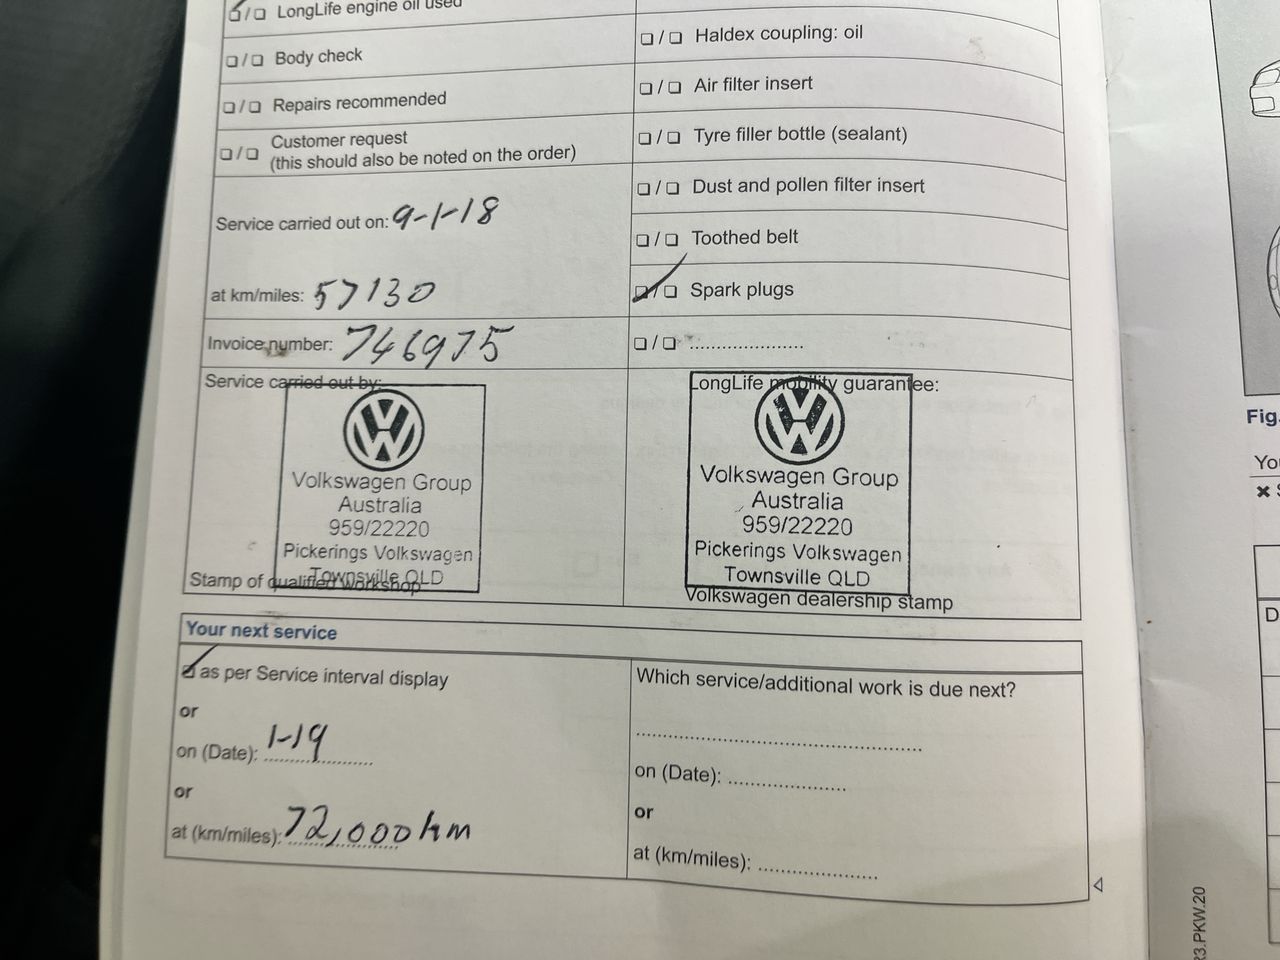 ☑/☐ LongLife engine oil used
☐/☐ Body check
☐/☐ Repairs recommended
☐/☐ Customer request
(this should also be noted on the order)
Service carried out on: 9-1-18
at km/miles: 57130
Invoice number: 746975
☐/☐ Haldex coupling: oil
☐/☐ Air filter insert
☐/☐ Tyre filler bottle (sealant)
☐/☐ Dust and pollen filter insert
☐/☐ Toothed belt
☑/☐ Spark plugs
☐/☐ ....................
Service carried out by:
Volkswagen Group
Australia
959/22220
Pickerings Volkswagen
Townsville QLD
Stamp of qualified workshop
LongLife mobility guarantee:
Volkswagen Group
Australia
959/22220
Pickerings Volkswagen
Townsville QLD
Volkswagen dealership stamp
Your next service
☑ as per Service interval display
or
on (Date): 1-19
or
at (km/miles): 72,000 km
Which service/additional work is due next?
on (Date): ....................
or
at (km/miles): ....................
Fig.
You
D
R3.PKW.20